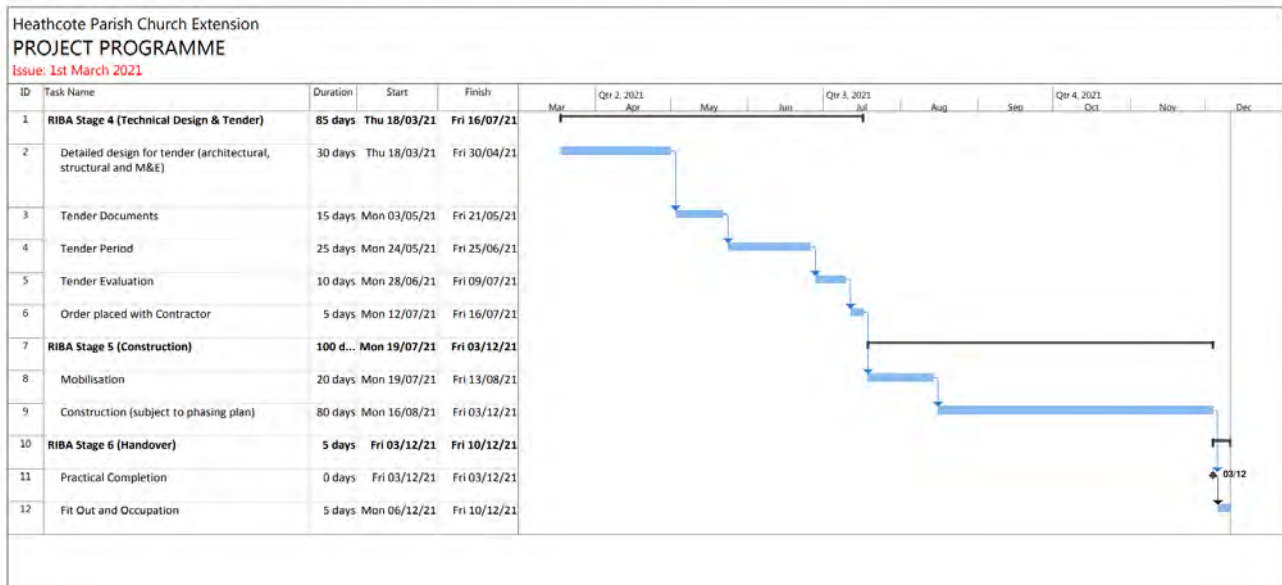 Heathcote Parish Church Extension
PROJECT PROGRAMME
Issue: 1st March 2021
ID Task Name Duration Start Finish Qtr 2, 2021 Qtr 3, 2021 Qtr 4, 2021
Mar Apr May Jun Jul Aug Sep Oct Nov Dec
1 RIBA Stage 4 (Technical Design & Tender) 85 days Thu 18/03/21 Fri 16/07/21
2 Detailed design for tender (architectural, 30 days Thu 18/03/21 Fri 30/04/21
structural and M&E)
3 Tender Documents 15 days Mon 03/05/21 Fri 21/05/21
4 Tender Period 25 days Mon 24/05/21 Fri 25/06/21
5 Tender Evaluation 10 days Mon 28/06/21 Fri 09/07/21
6 Order placed with Contractor 5 days Mon 12/07/21 Fri 16/07/21
7 RIBA Stage 5 (Construction) 100 d... Mon 19/07/21 Fri 03/12/21
8 Mobilisation 20 days Mon 19/07/21 Fri 13/08/21
9 Construction (subject to phasing plan) 80 days Mon 16/08/21 Fri 03/12/21
10 RIBA Stage 6 (Handover) 5 days Fri 03/12/21 Fri 10/12/21
11 Practical Completion 0 days Fri 03/12/21 Fri 03/12/21 03/12
12 Fit Out and Occupation 5 days Mon 06/12/21 Fri 10/12/21